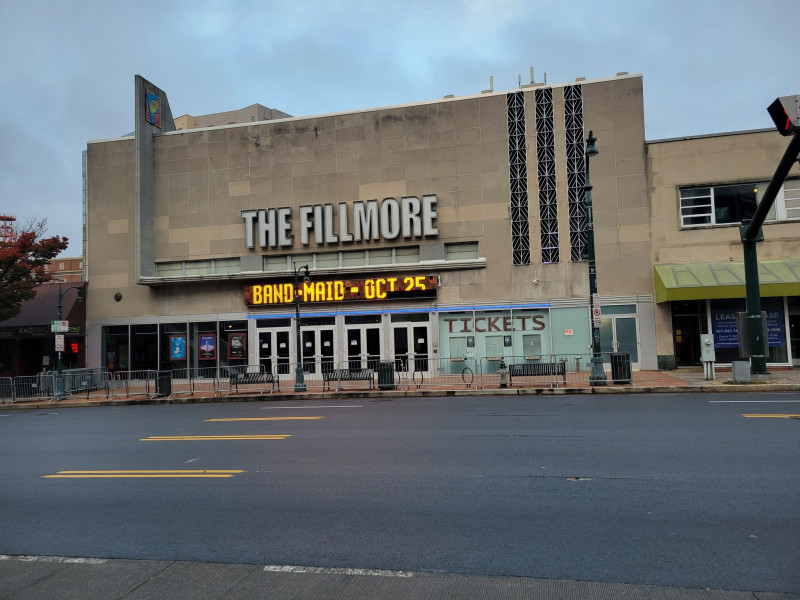 THE FILLMORE
BAND-MAID - OCT 25
TICKETS